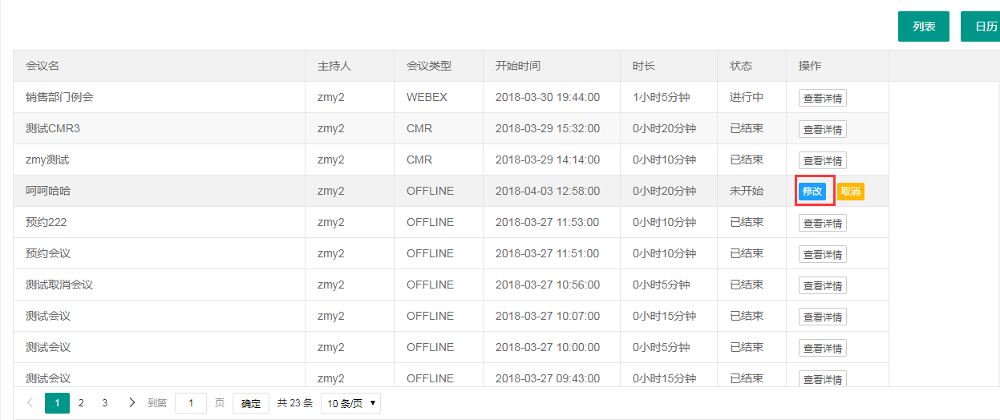 列表 日历
会议名 主持人 会议类型 开始时间 时长 状态 操作
销售部门例会 zmy2 WEBEX 2018-03-30 19:44:00 1小时5分钟 进行中 查看详情
测试CMR3 zmy2 CMR 2018-03-29 15:32:00 0小时20分钟 已结束 查看详情
zmy测试 zmy2 CMR 2018-03-29 14:14:00 0小时10分钟 已结束 查看详情
呵呵哈哈 zmy2 OFFLINE 2018-04-03 12:58:00 0小时20分钟 未开始 修改 取消
预约222 zmy2 OFFLINE 2018-03-27 11:53:00 0小时10分钟 已结束 查看详情
预约会议 zmy2 OFFLINE 2018-03-27 11:51:00 0小时10分钟 已结束 查看详情
测试取消会议 zmy2 OFFLINE 2018-03-27 10:56:00 0小时5分钟 已结束 查看详情
测试会议 zmy2 OFFLINE 2018-03-27 10:07:00 0小时15分钟 已结束 查看详情
测试会议 zmy2 OFFLINE 2018-03-27 10:00:00 0小时5分钟 已结束 查看详情
测试会议 zmy2 OFFLINE 2018-03-27 09:43:00 0小时15分钟 已结束 查看详情
1 2 3 到第 1 页 确定 共 23 条 10 条/页